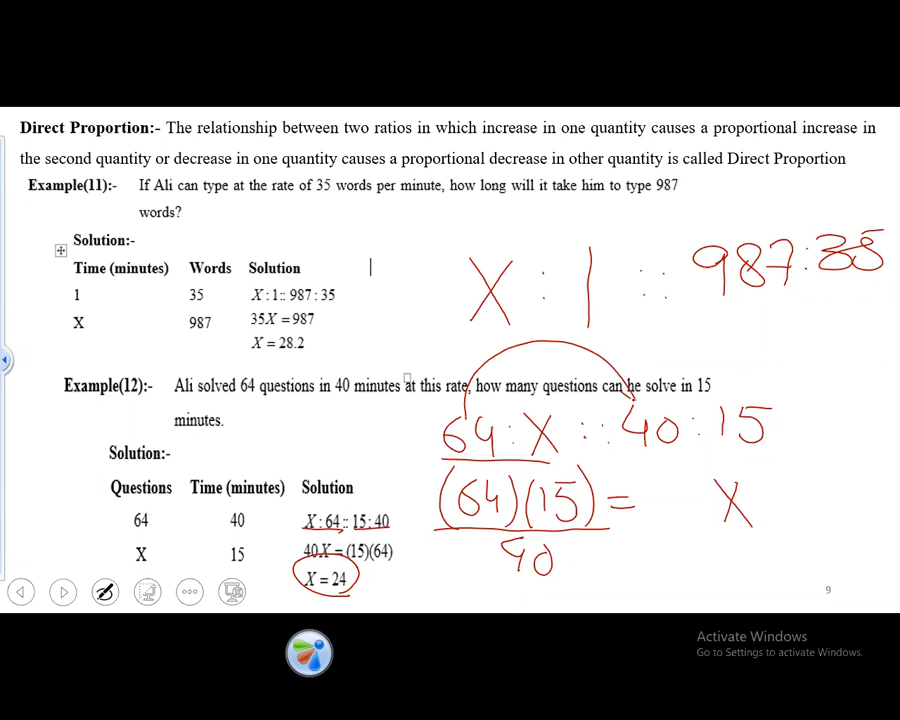 Direct Proportion:- The relationship between two ratios in which increase in one quantity causes a proportional increase in
the second quantity or decrease in one quantity causes a proportional decrease in other quantity is called Direct Proportion
Example(11):- If Ali can type at the rate of 35 words per minute, how long will it take him to type 987
words?
Solution:-
Time (minutes) Words Solution
1 35 X : 1 :: 987 : 35
X 987 35X = 987
X = 28.2
X : 1 :: 987 : 35
Example(12):- Ali solved 64 questions in 40 minutes at this rate, how many questions can he solve in 15
minutes.
Solution:-
Questions Time (minutes) Solution
64 40 X : 64 :: 15 : 40
X 15 40X = (15)(64)
X = 24
64 : X :: 40 : 15
(64)(15) = X
40
9
Activate Windows
Go to Settings to activate Windows.